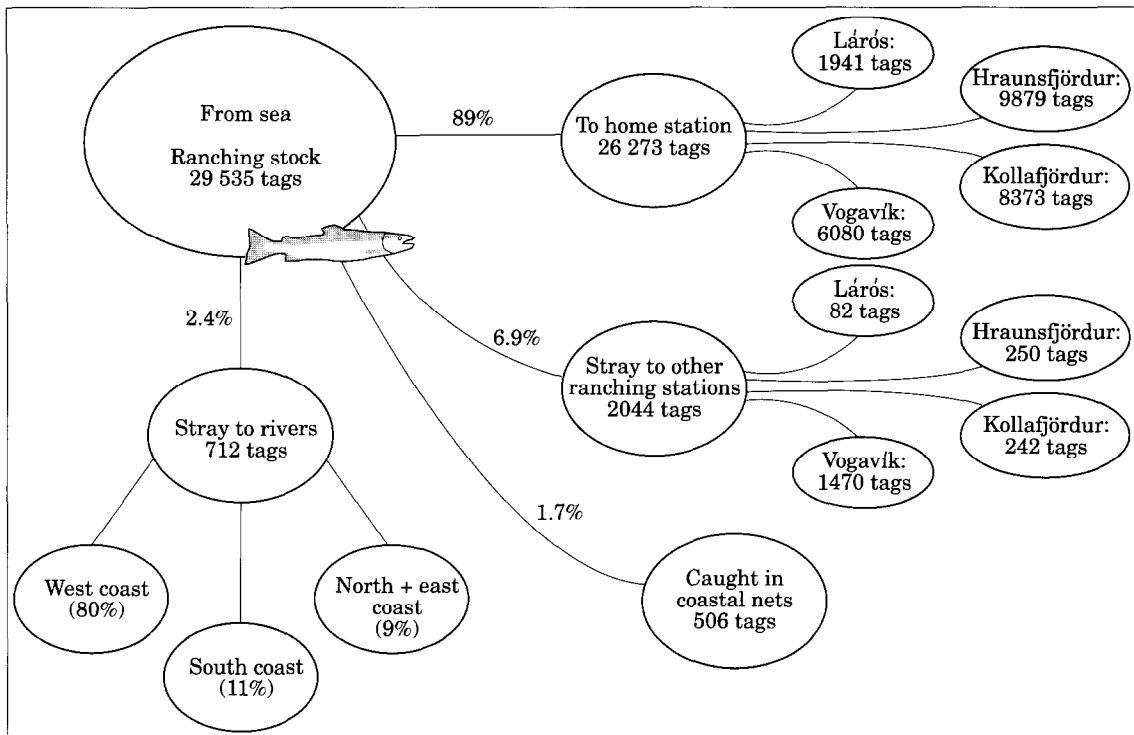 From sea
Ranching stock
29 535 tags
89%
To home station
26 273 tags
Lárós:
1941 tags
Hraunsfjördur:
9879 tags
Kollafjördur:
8373 tags
Vogavík:
6080 tags
6.9%
Stray to other
ranching stations
2044 tags
Lárós:
82 tags
Hraunsfjördur:
250 tags
Kollafjördur:
242 tags
Vogavík:
1470 tags
2.4%
Stray to rivers
712 tags
West coast
(80%)
South coast
(11%)
North + east
coast
(9%)
1.7%
Caught in
coastal nets
506 tags